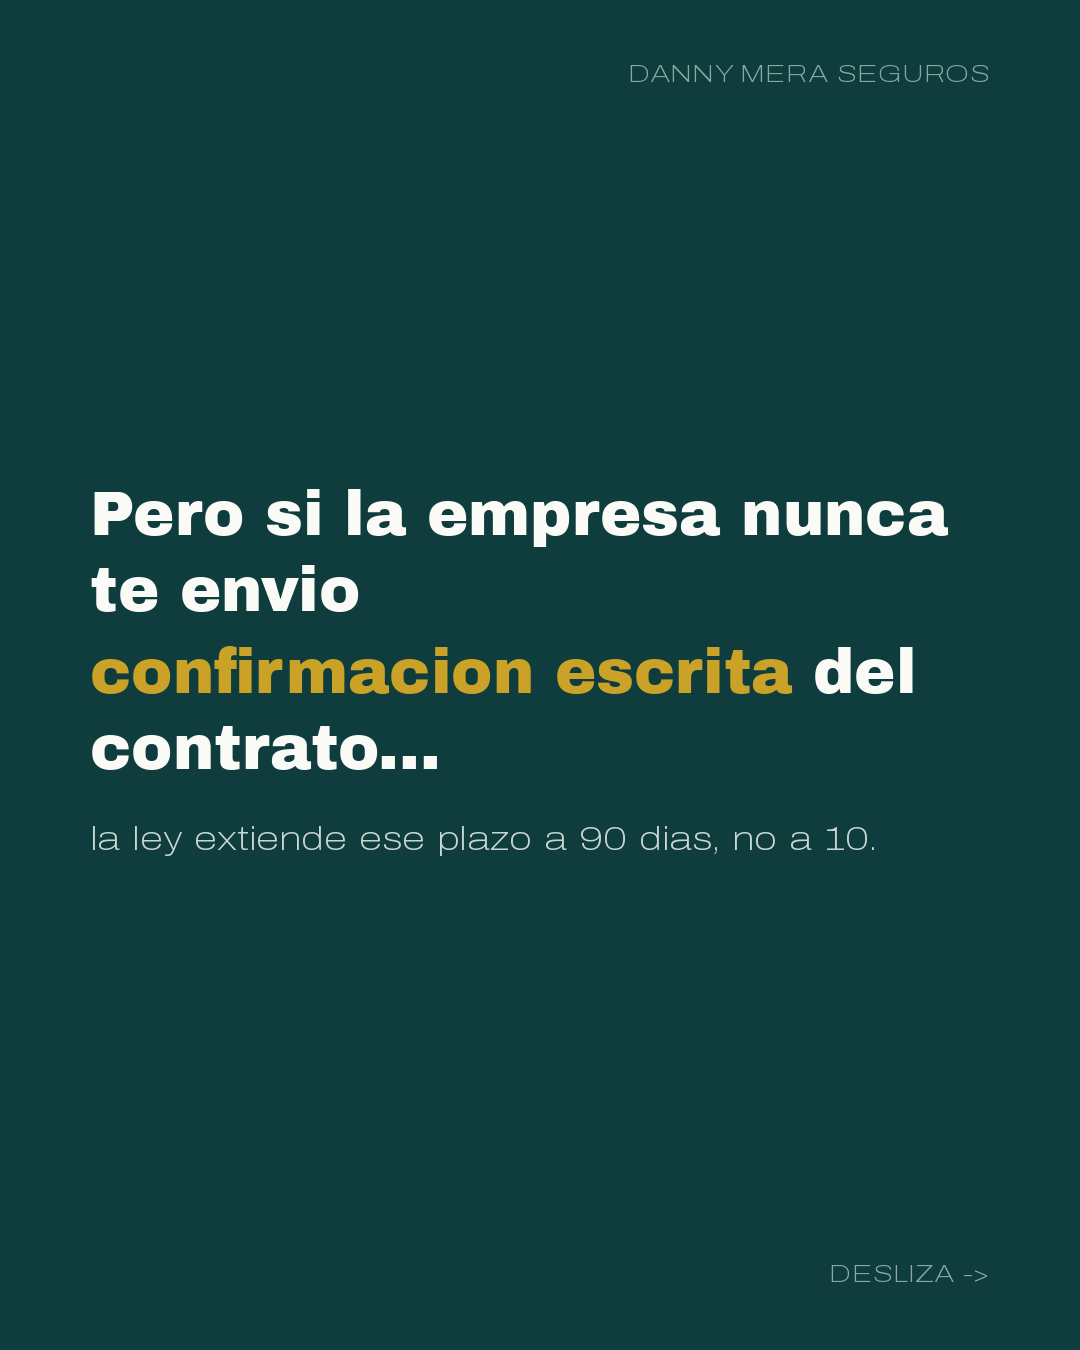 DANNY MERA SEGUROS
Pero si la empresa nunca
te envio
confirmacion escrita del
contrato...
la ley extiende ese plazo a 90 dias, no a 10.
DESLIZA ->